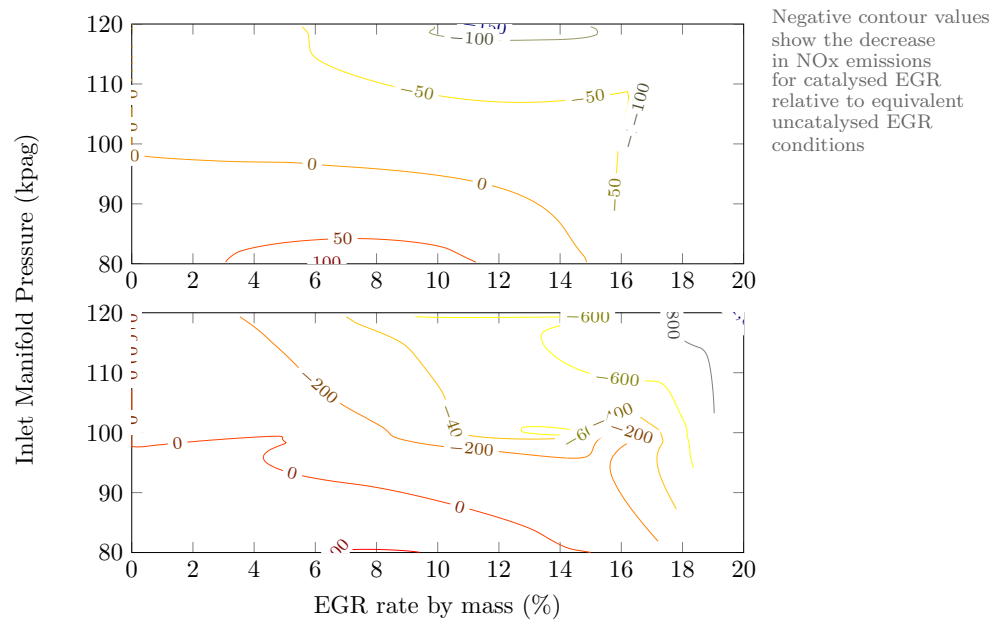 Negative contour values
show the decrease
in NOx emissions
for catalysed EGR
relative to equivalent
uncatalysed EGR
conditions
Inlet Manifold Pressure (kpag)
120
110
100
90
80
0 2 4 6 8 10 12 14 16 18 20
−100
−50
−50
−100
0
0
0
−50
50
100
120
110
100
90
80
0 2 4 6 8 10 12 14 16 18 20
−600
−600
−200
−200
−200
0
0
0
EGR rate by mass (%)